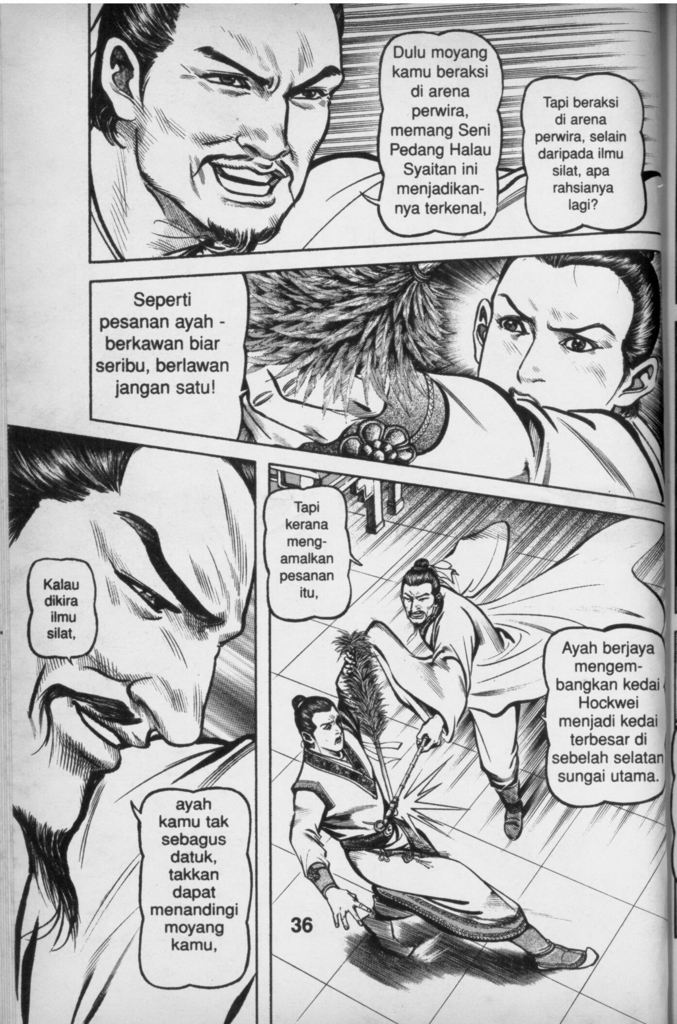 Dulu moyang
kamu beraksi
di arena
perwira,
memang Seni
Pedang Halau
Syaitan ini
menjadikan-
nya terkenal,
Tapi beraksi
di arena
perwira, selain
daripada ilmu
silat, apa
rahsianya
lagi?
Seperti
pesanan ayah -
berkawan biar
seribu, berlawan
jangan satu!
Kalau
dikira
ilmu
silat,
ayah
kamu tak
sebagus
datuk,
takkan
dapat
menandingi
moyang
kamu,
Tapi
kerana
meng-
amalkan
pesanan
itu,
Ayah berjaya
mengem-
bangkan kedai
Hockwei
menjadi kedai
terbesar di
sebelah selatan
sungai utama.
36